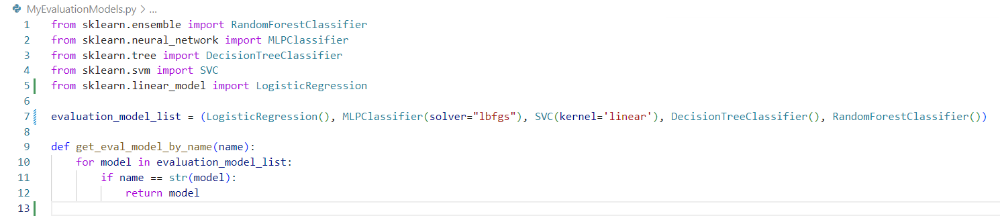 MyEvaluationModels.py > ...
1 from sklearn.ensemble import RandomForestClassifier
2 from sklearn.neural_network import MLPClassifier
3 from sklearn.tree import DecisionTreeClassifier
4 from sklearn.svm import SVC
5 from sklearn.linear_model import LogisticRegression
6
7 evaluation_model_list = (LogisticRegression(), MLPClassifier(solver="lbfgs"), SVC(kernel='linear'), DecisionTreeClassifier(), RandomForestClassifier())
8
9 def get_eval_model_by_name(name):
10     for model in evaluation_model_list:
11         if name == str(model):
12             return model
13